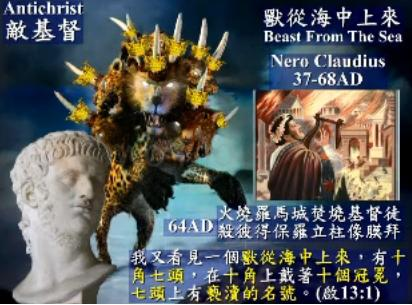 Antichrist
敵基督
獸從海中上來
Beast From The Sea
Nero Claudius
37-68AD
64AD
火燒羅馬城焚燒基督徒
殺彼得保羅立柱像膜拜
我又看見一個獸從海中上來，有十
角七頭，在十角上戴著十個冠冕，
七頭上有褻瀆的名號。(啟13:1)